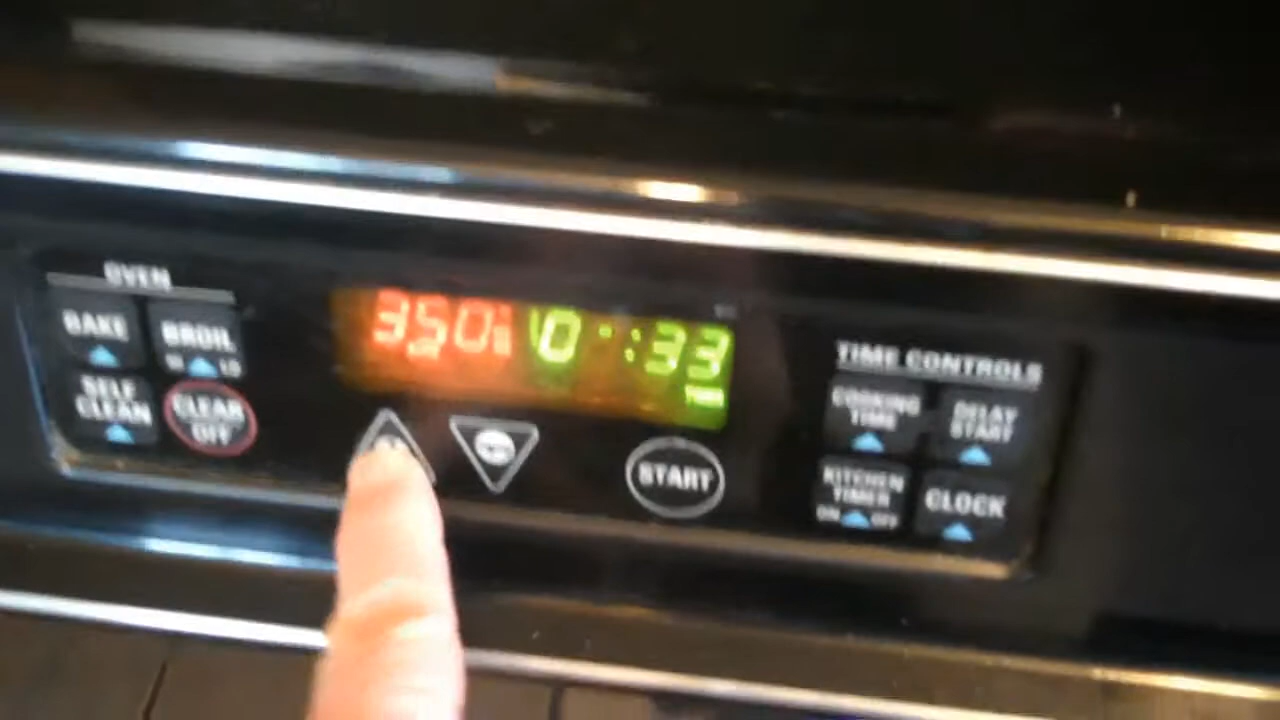 OVEN
BAKE
BROIL
HI LO
SELF
CLEAN
CLEAR
OFF
350
0:33
START
TIME CONTROLS
COOKING
TIME
DELAY
START
KITCHEN
TIMER
ON OFF
CLOCK